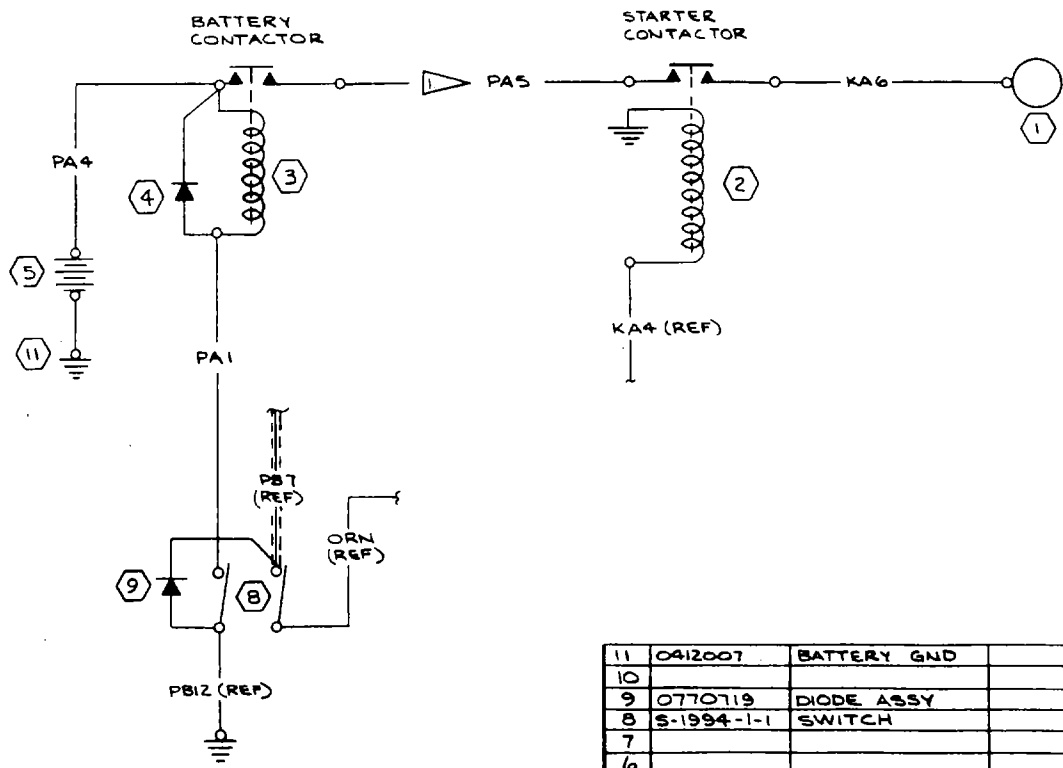 BATTERY
CONTACTOR
STARTER
CONTACTOR
1
PA5
KA6
1
PA4
4
3
2
5
KA4 (REF)
11
PA1
PB7
(REF)
ORN
(REF)
9
8
PB12 (REF)
11 0412007 BATTERY GND
10
9 0770719 DIODE ASSY
8 S-1994-1-1 SWITCH
7
6